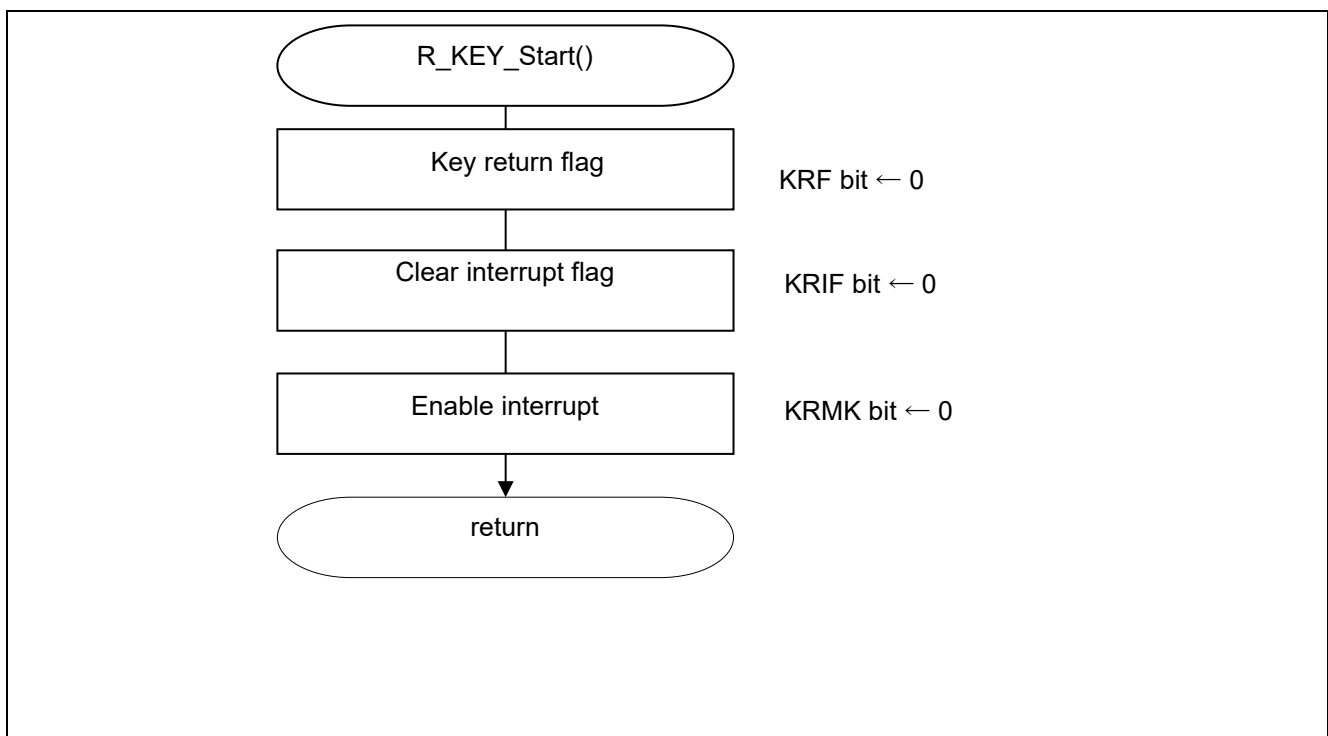 R_KEY_Start()
Key return flag
KRF bit ← 0
Clear interrupt flag
KRIF bit ← 0
Enable interrupt
KRMK bit ← 0
return